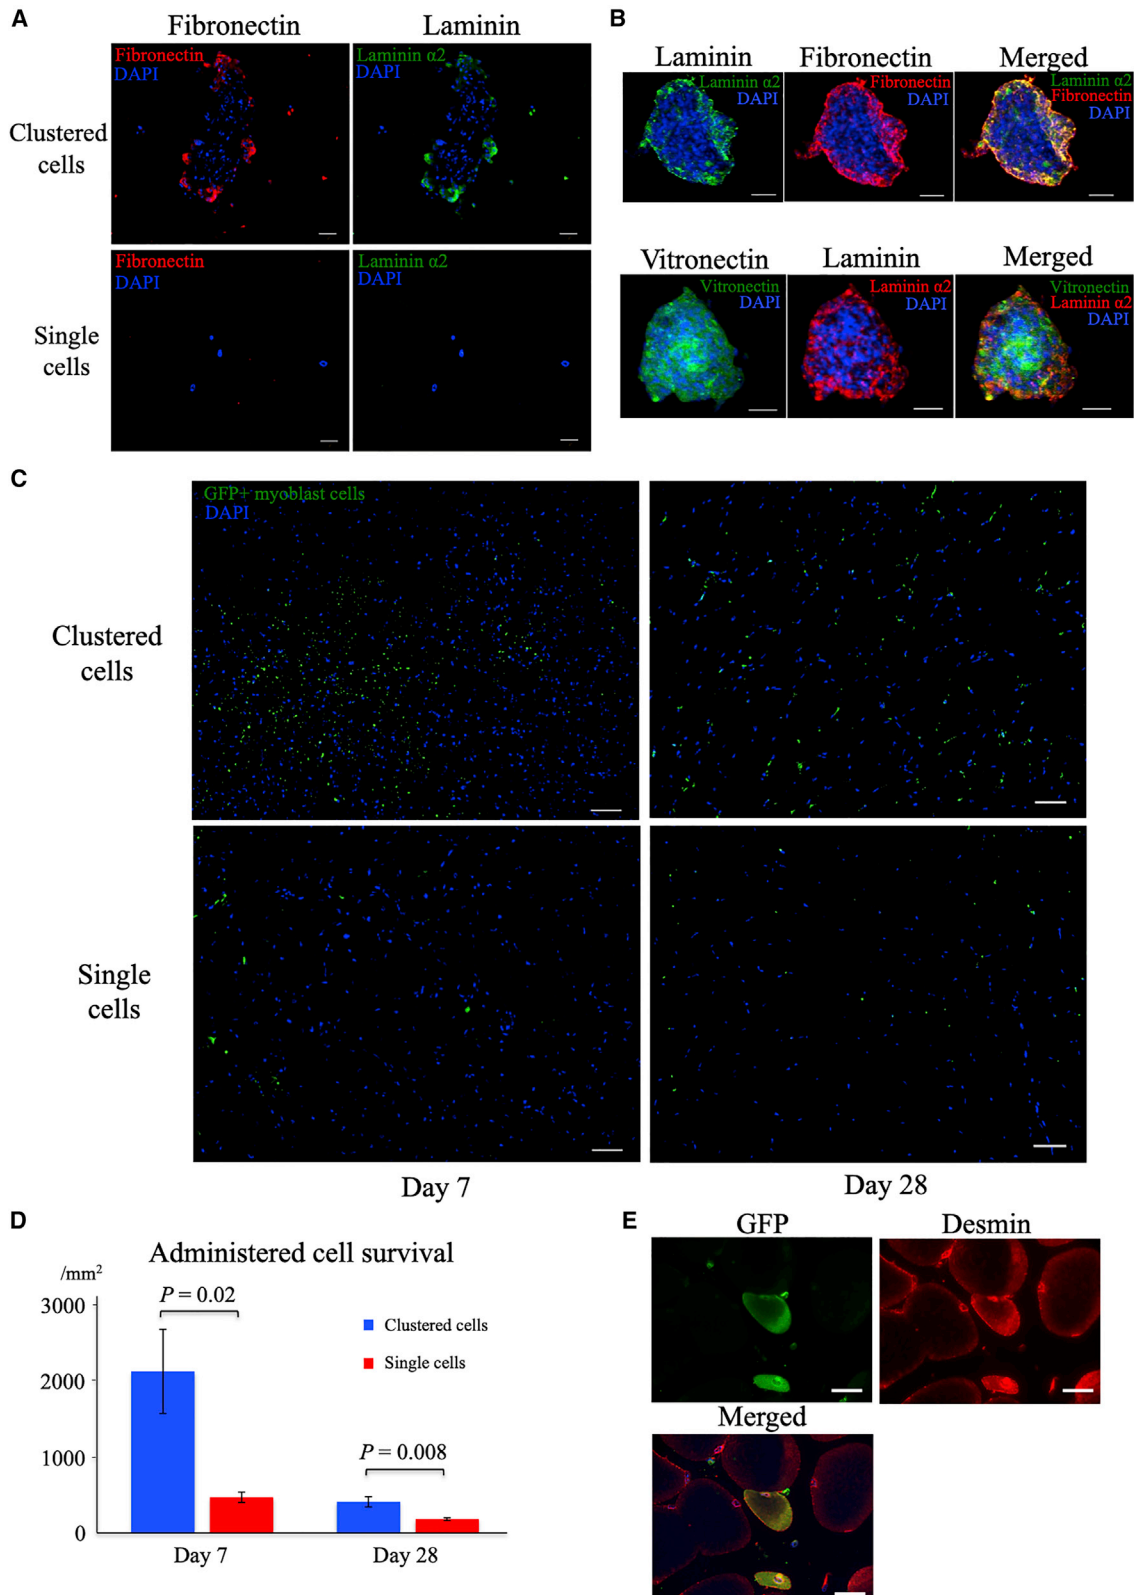 A
Fibronectin
Laminin
Fibronectin
DAPI
Laminin α2
DAPI
Clustered
cells
Fibronectin
DAPI
Laminin α2
DAPI
Single
cells
B
Laminin
Fibronectin
Merged
Laminin α2
DAPI
Fibronectin
DAPI
Laminin α2
Fibronectin
DAPI
Vitronectin
Laminin
Merged
Vitronectin
DAPI
Laminin α2
DAPI
Vitronectin
Laminin α2
DAPI
C
GFP+ myoblast cells
DAPI
Clustered
cells
Single
cells
Day 7
Day 28
D
Administered cell survival
/mm²
3000
2000
1000
0
P = 0.02
P = 0.008
Clustered cells
Single cells
Day 7
Day 28
E
GFP
Desmin
Merged